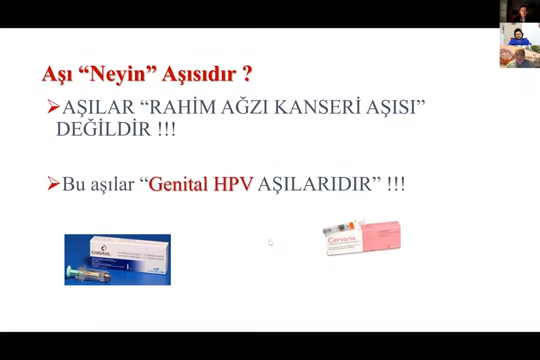 Aşı “Neyin” Aşısıdır ?
AŞILAR “RAHİM AĞZI KANSERİ AŞISI”
DEĞİLDİR !!!
Bu aşılar “Genital HPV AŞILARIDIR” !!!
Cervarix